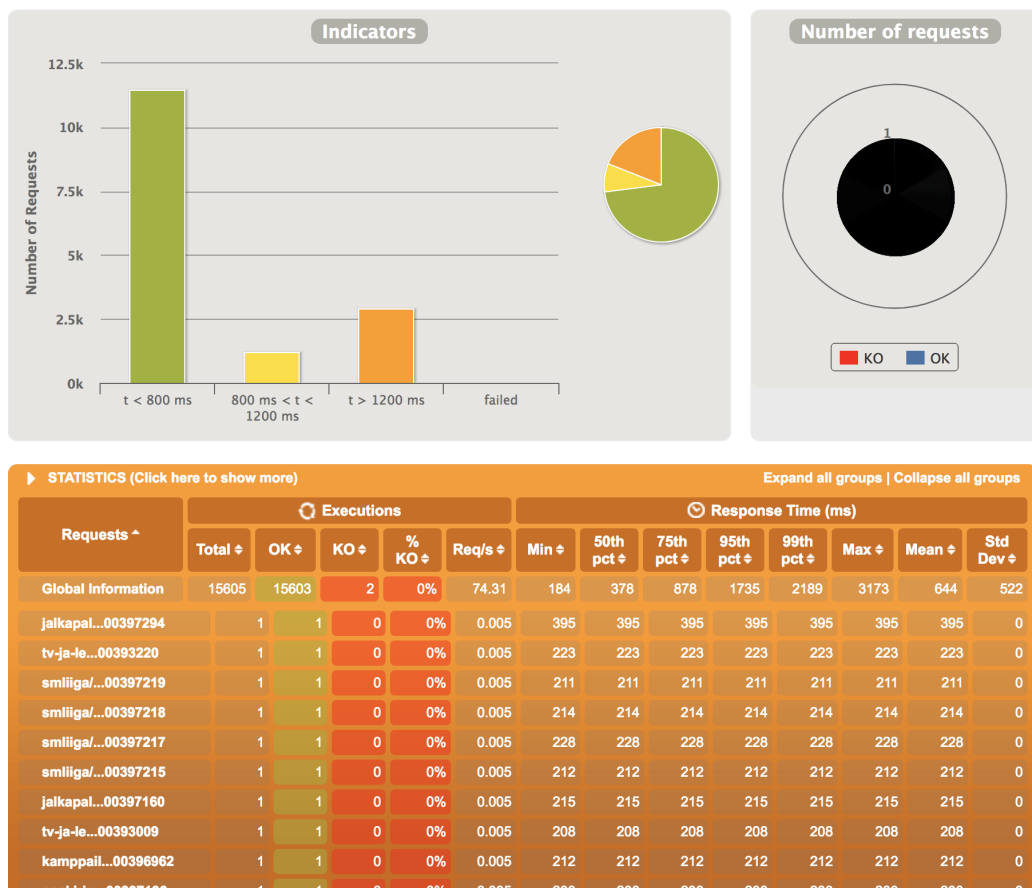 Indicators
12.5k
10k
7.5k
5k
2.5k
0k
Number of Requests
t < 800 ms
800 ms < t <
1200 ms
t > 1200 ms
failed
Number of requests
1
0
KO OK
STATISTICS (Click here to show more) Expand all groups | Collapse all groups
Requests Executions Response Time (ms)
Total OK KO % KO Req/s Min 50th pct 75th pct 95th pct 99th pct Max Mean Std Dev
Global Information 15605 15603 2 0% 74.31 184 378 878 1735 2189 3173 644 522
jalkapal...00397294 1 1 0 0% 0.005 395 395 395 395 395 395 395 0
tv-ja-le...00393220 1 1 0 0% 0.005 223 223 223 223 223 223 223 0
smliiga/...00397219 1 1 0 0% 0.005 211 211 211 211 211 211 211 0
smliiga/...00397218 1 1 0 0% 0.005 214 214 214 214 214 214 214 0
smliiga/...00397217 1 1 0 0% 0.005 228 228 228 228 228 228 228 0
smliiga/...00397215 1 1 0 0% 0.005 212 212 212 212 212 212 212 0
jalkapal...00397160 1 1 0 0% 0.005 215 215 215 215 215 215 215 0
tv-ja-le...00393009 1 1 0 0% 0.005 208 208 208 208 208 208 208 0
kamppail...00396962 1 1 0 0% 0.005 212 212 212 212 212 212 212 0